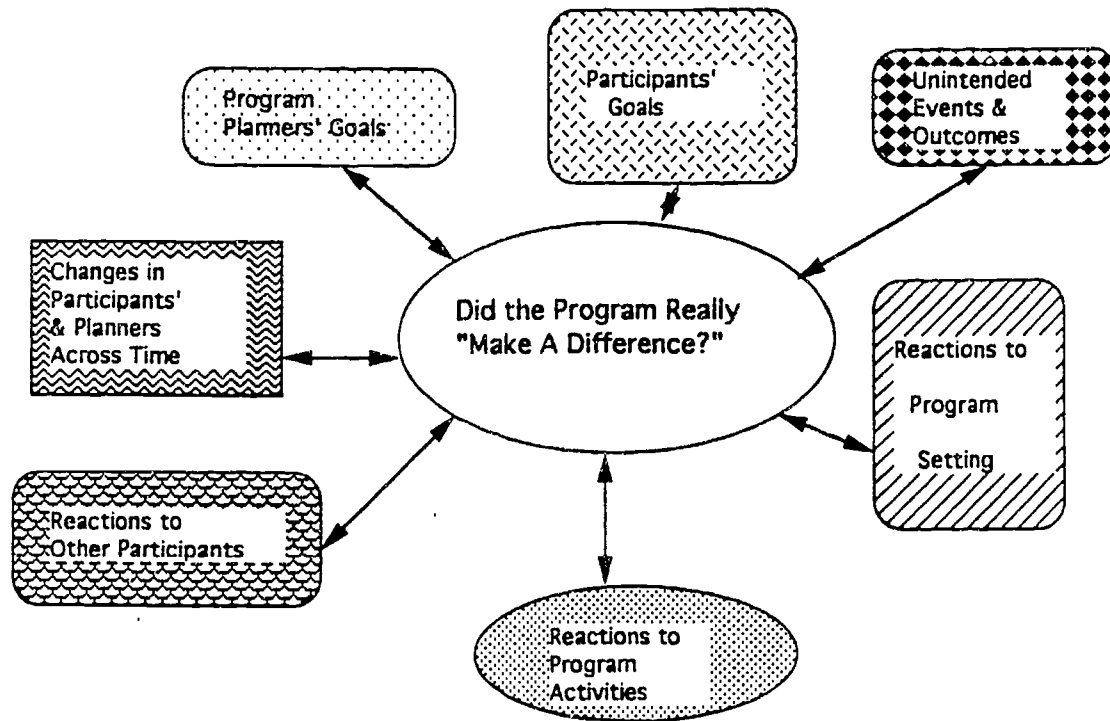 Program
Planners' Goals
Participants'
Goals
Unintended
Events &
Outcomes
Changes in
Participants'
& Planners
Across Time
Did the Program Really
"Make A Difference?"
Reactions to
Program
Setting
Reactions to
Other Participants
Reactions to
Program
Activities